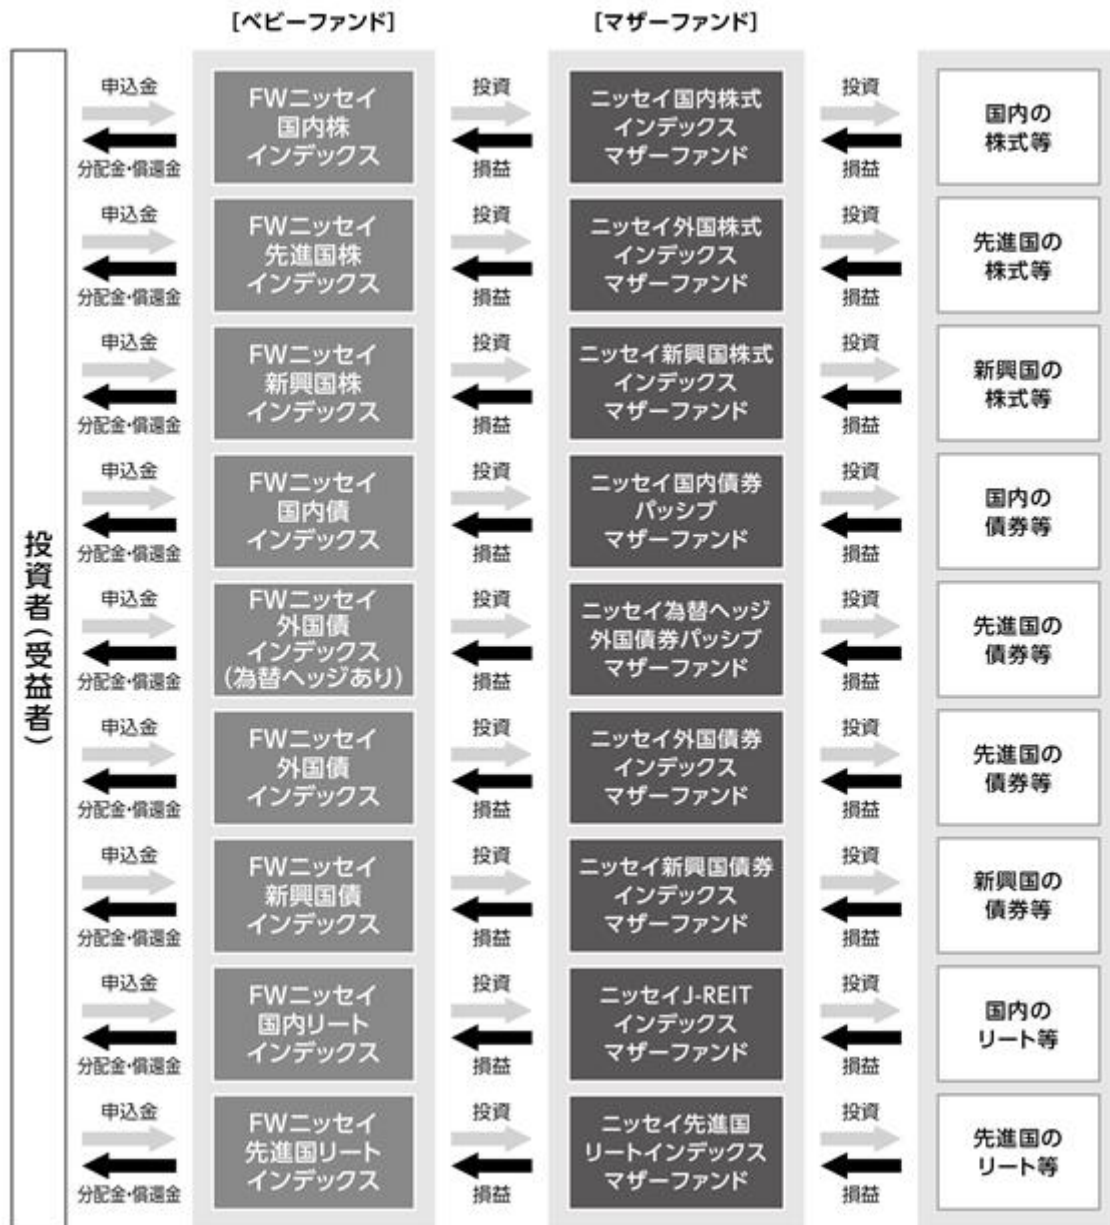 ［ベビーファンド］
［マザーファンド］
投資者（受益者）
申込金
分配金・償還金
FWニッセイ
国内株
インデックス
投資
損益
ニッセイ国内株式
インデックス
マザーファンド
投資
損益
国内の
株式等
申込金
分配金・償還金
FWニッセイ
先進国株
インデックス
投資
損益
ニッセイ外国株式
インデックス
マザーファンド
投資
損益
先進国の
株式等
申込金
分配金・償還金
FWニッセイ
新興国株
インデックス
投資
損益
ニッセイ新興国株式
インデックス
マザーファンド
投資
損益
新興国の
株式等
申込金
分配金・償還金
FWニッセイ
国内債
インデックス
投資
損益
ニッセイ国内債券
パッシブ
マザーファンド
投資
損益
国内の
債券等
申込金
分配金・償還金
FWニッセイ
外国債
インデックス
（為替ヘッジあり）
投資
損益
ニッセイ為替ヘッジ
外国債券パッシブ
マザーファンド
投資
損益
先進国の
債券等
申込金
分配金・償還金
FWニッセイ
外国債
インデックス
投資
損益
ニッセイ外国債券
インデックス
マザーファンド
投資
損益
先進国の
債券等
申込金
分配金・償還金
FWニッセイ
新興国債
インデックス
投資
損益
ニッセイ新興国債券
インデックス
マザーファンド
投資
損益
新興国の
債券等
申込金
分配金・償還金
FWニッセイ
国内リート
インデックス
投資
損益
ニッセイJ-REIT
インデックス
マザーファンド
投資
損益
国内の
リート等
申込金
分配金・償還金
FWニッセイ
先進国リート
インデックス
投資
損益
ニッセイ先進国
リートインデックス
マザーファンド
投資
損益
先進国の
リート等